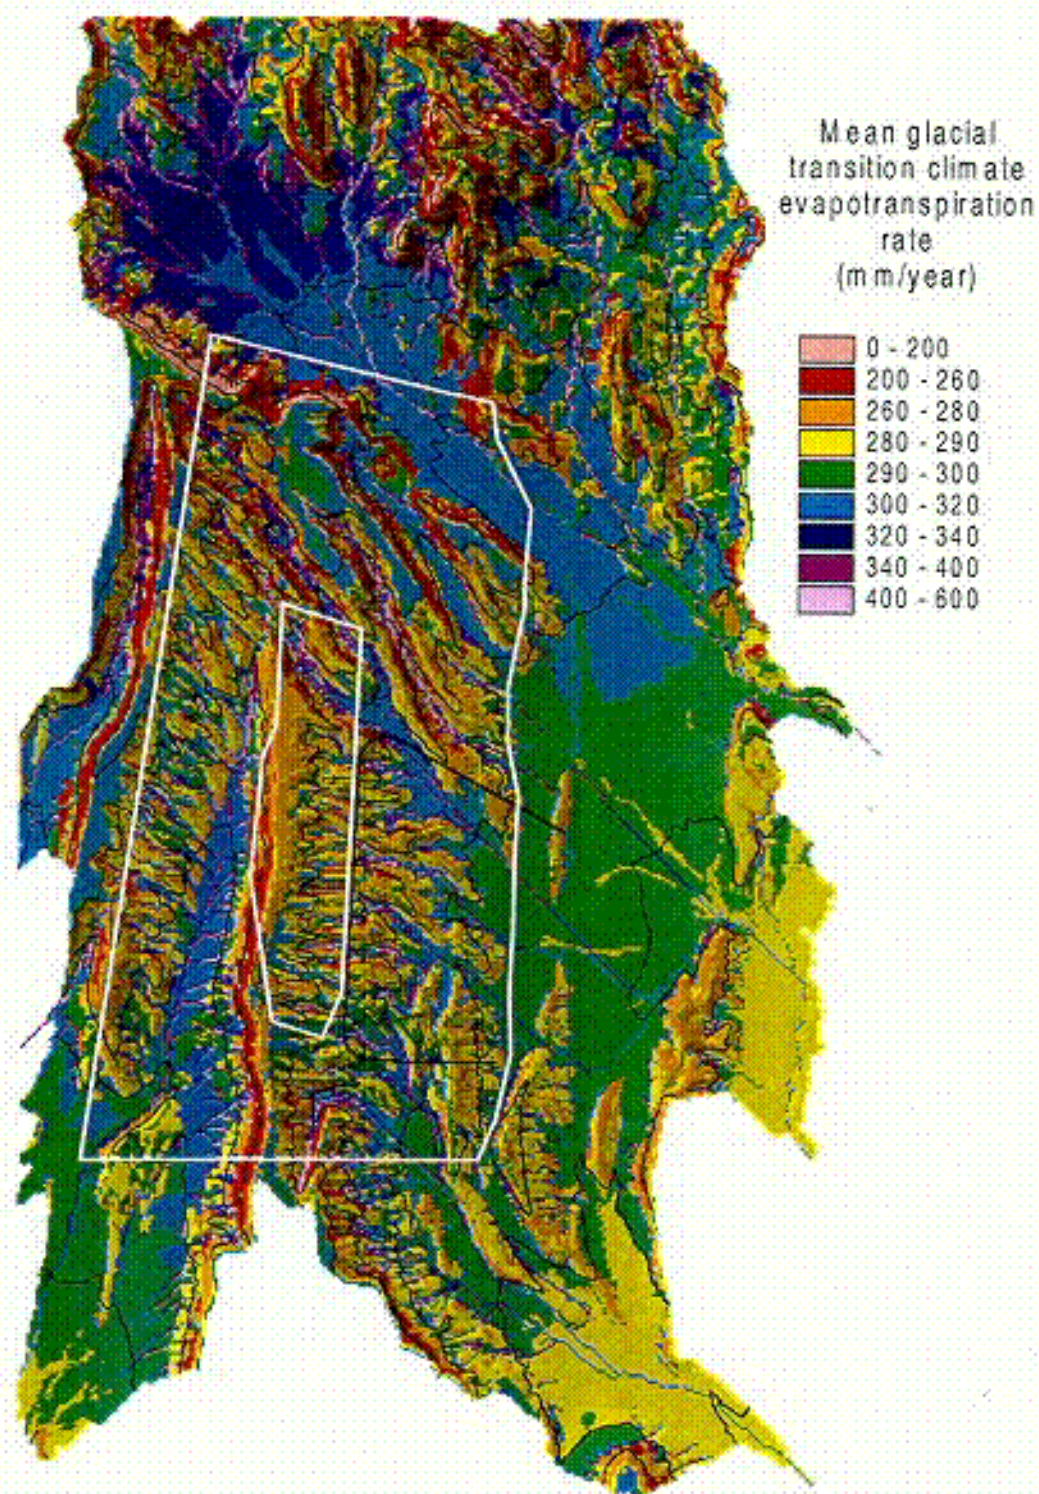 Mean glacial
transition climate
evapotranspiration
rate
(mm/year)
0 - 200
200 - 260
260 - 280
280 - 290
290 - 300
300 - 320
320 - 340
340 - 400
400 - 600